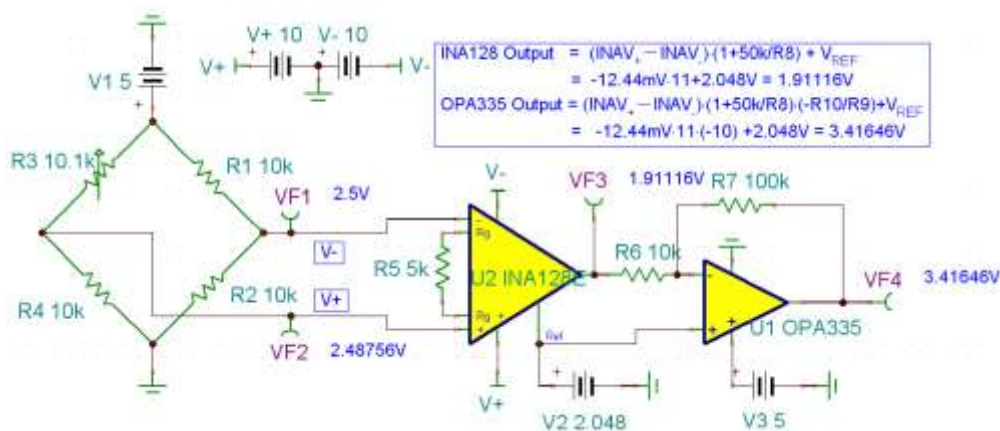 V+ 10
V- 10
V+
V-
V1 5
+
+
+
INA128 Output = (INAV+ − INAV-)·(1+50k/R8) + VREF
= -12.44mV·11+2.048V = 1.91116V
OPA335 Output = (INAV+ − INAV-)·(1+50k/R8)·(-R10/R9)+VREF
= -12.44mV·11·(-10) +2.048V = 3.41646V
R3 10.1k
R1 10k
VF1
2.5V
V-
VF3
1.91116V
R7 100k
V-
Rg
R5 5k
U2 INA128E
R6 10k
VF4
3.41646V
R4 10k
R2 10k
V+
Rg
+
+
-
-
+
+
Ref
U1 OPA335
VF2
2.48756V
V+
+
V2 2.048
+
V3 5